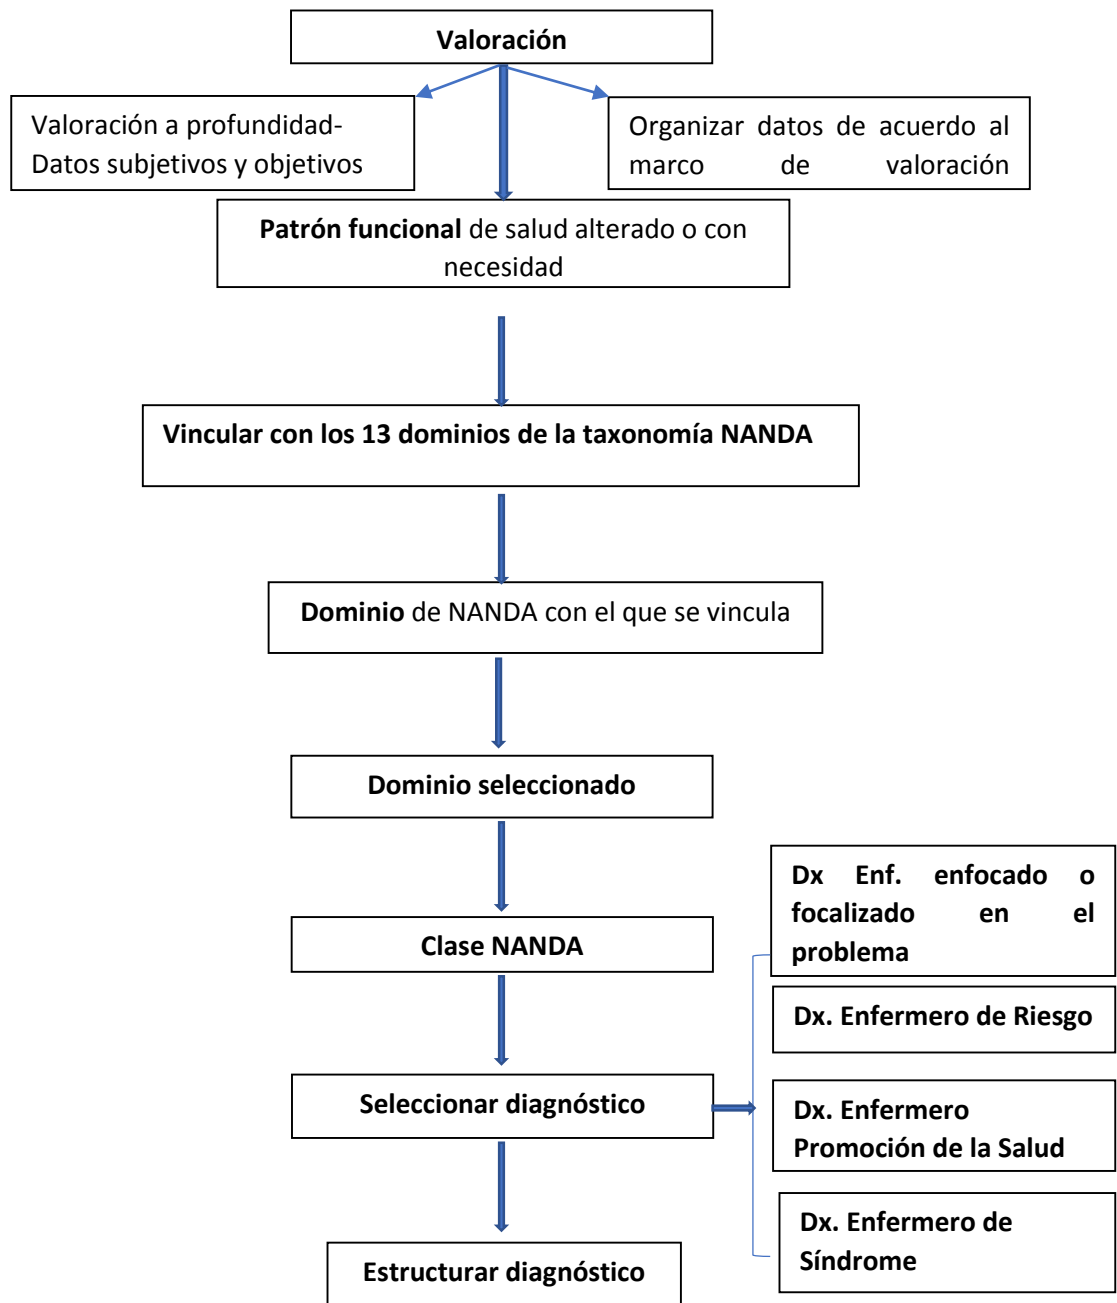 Valoración
Valoración a profundidad-
Datos subjetivos y objetivos
Organizar datos de acuerdo al
marco de valoración
Patrón funcional de salud alterado o con
necesidad
Vincular con los 13 dominios de la taxonomía NANDA
Dominio de NANDA con el que se vincula
Dominio seleccionado
Clase NANDA
Seleccionar diagnóstico
Dx Enf. enfocado o
focalizado en el
problema
Dx. Enfermero de Riesgo
Dx. Enfermero
Promoción de la Salud
Dx. Enfermero de
Síndrome
Estructurar diagnóstico